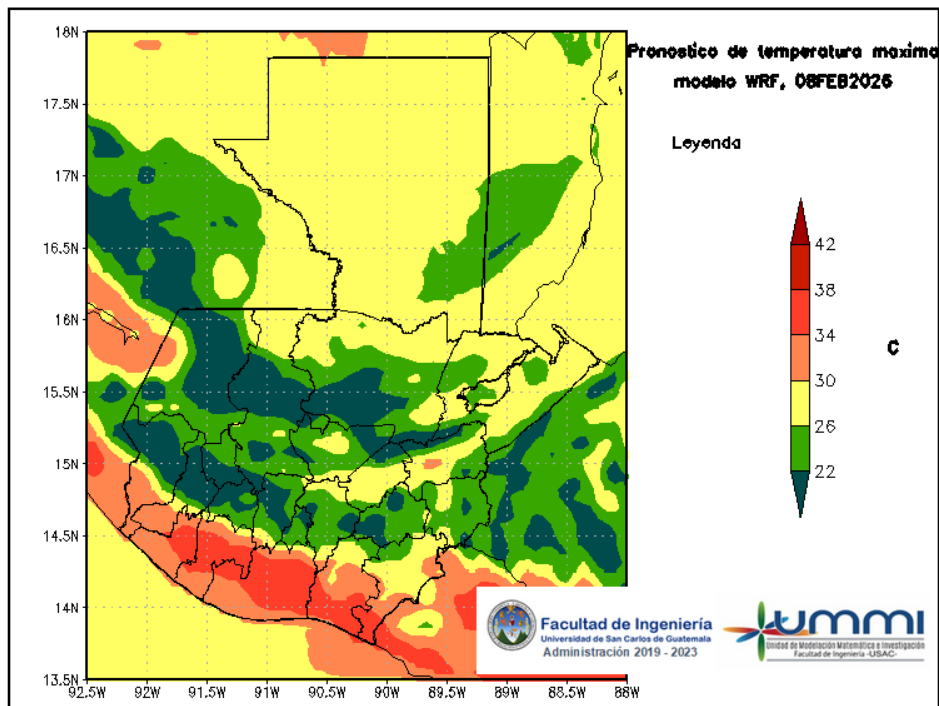 Pronostico de temperatura maxima
modelo WRF, 08FEB2026
Leyenda
18N
17.5N
17N
16.5N
16N
15.5N
15N
14.5N
14N
13.5N
92.5W
92W
91.5W
91W
90.5W
90W
89.5W
89W
88.5W
88W
42
38
34
30
26
22
C
Facultad de Ingeniería
Universidad de San Carlos de Guatemala
Administración 2019 - 2023
UMMI
Unidad de Modelación Matemática e Investigación
Facultad de Ingeniería -USAC-